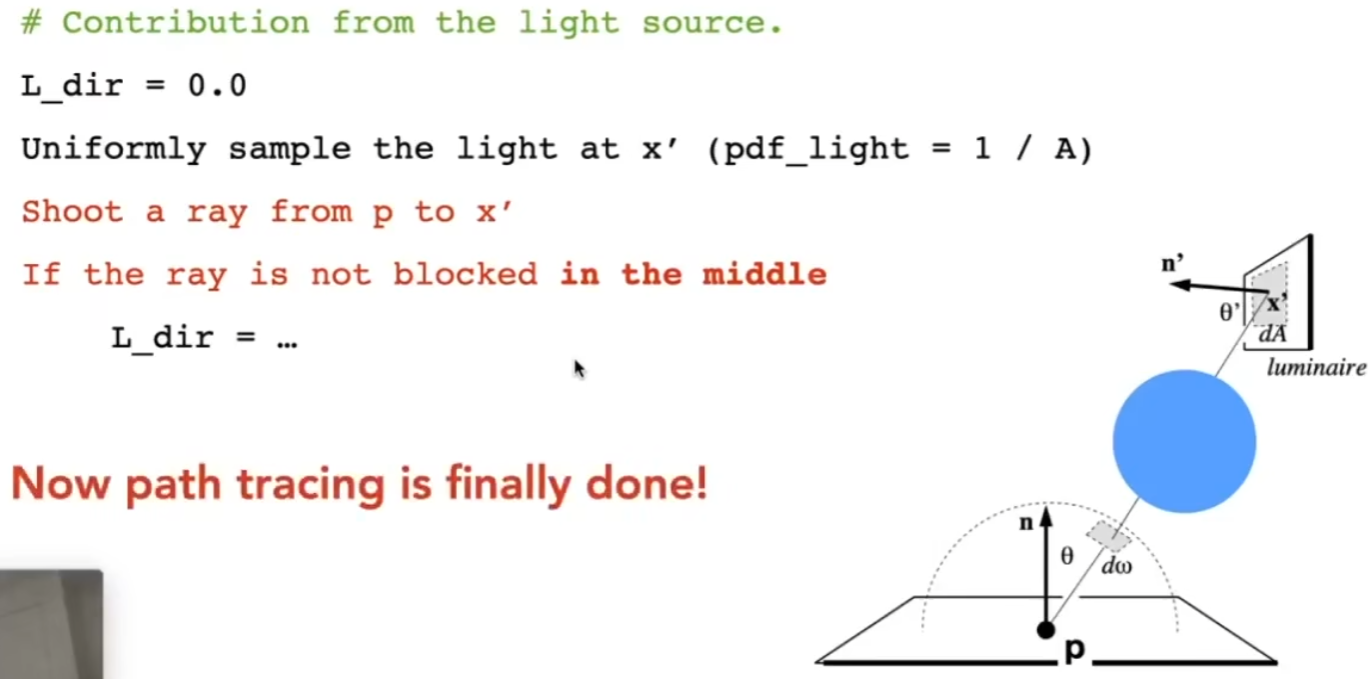 # Contribution from the light source.
L_dir = 0.0
Uniformly sample the light at x′ (pdf_light = 1 / A)
Shoot a ray from p to x′
If the ray is not blocked in the middle
L_dir = …
Now path tracing is finally done!
n’
θ’
x’
dA
luminaire
n
θ
dω
p